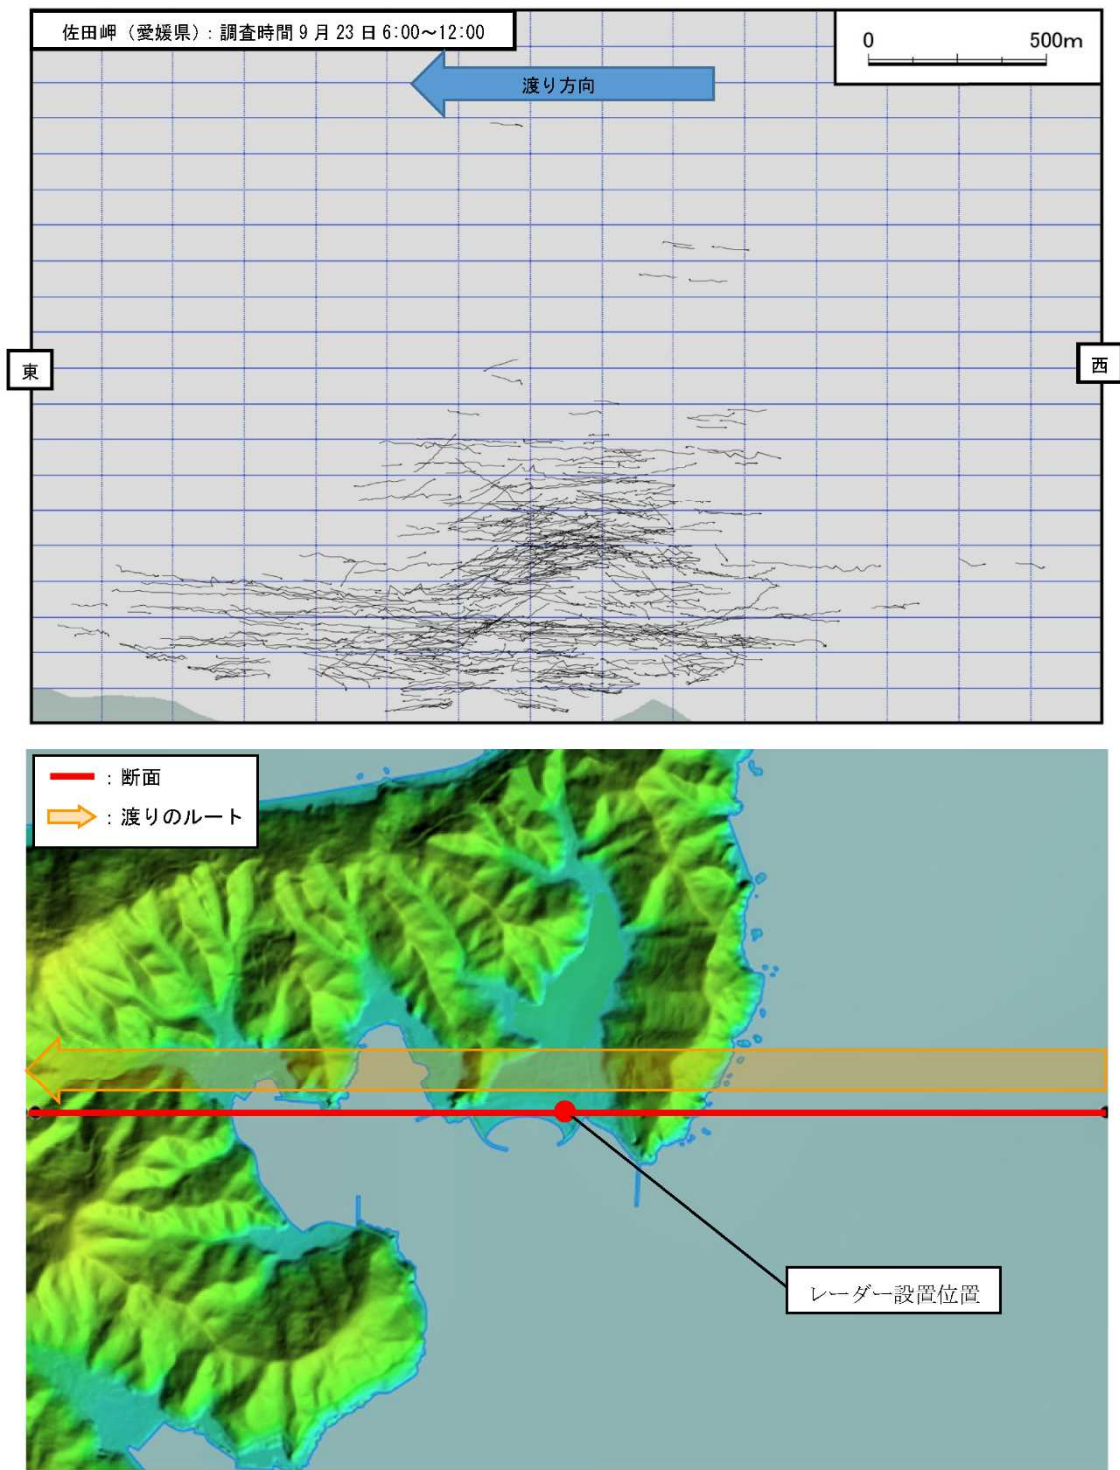 佐田岬（愛媛県）：調査時間 9 月 23 日 6:00～12:00
0 500m
渡り方向
東
西
：断面
：渡りのルート
レーダー設置位置